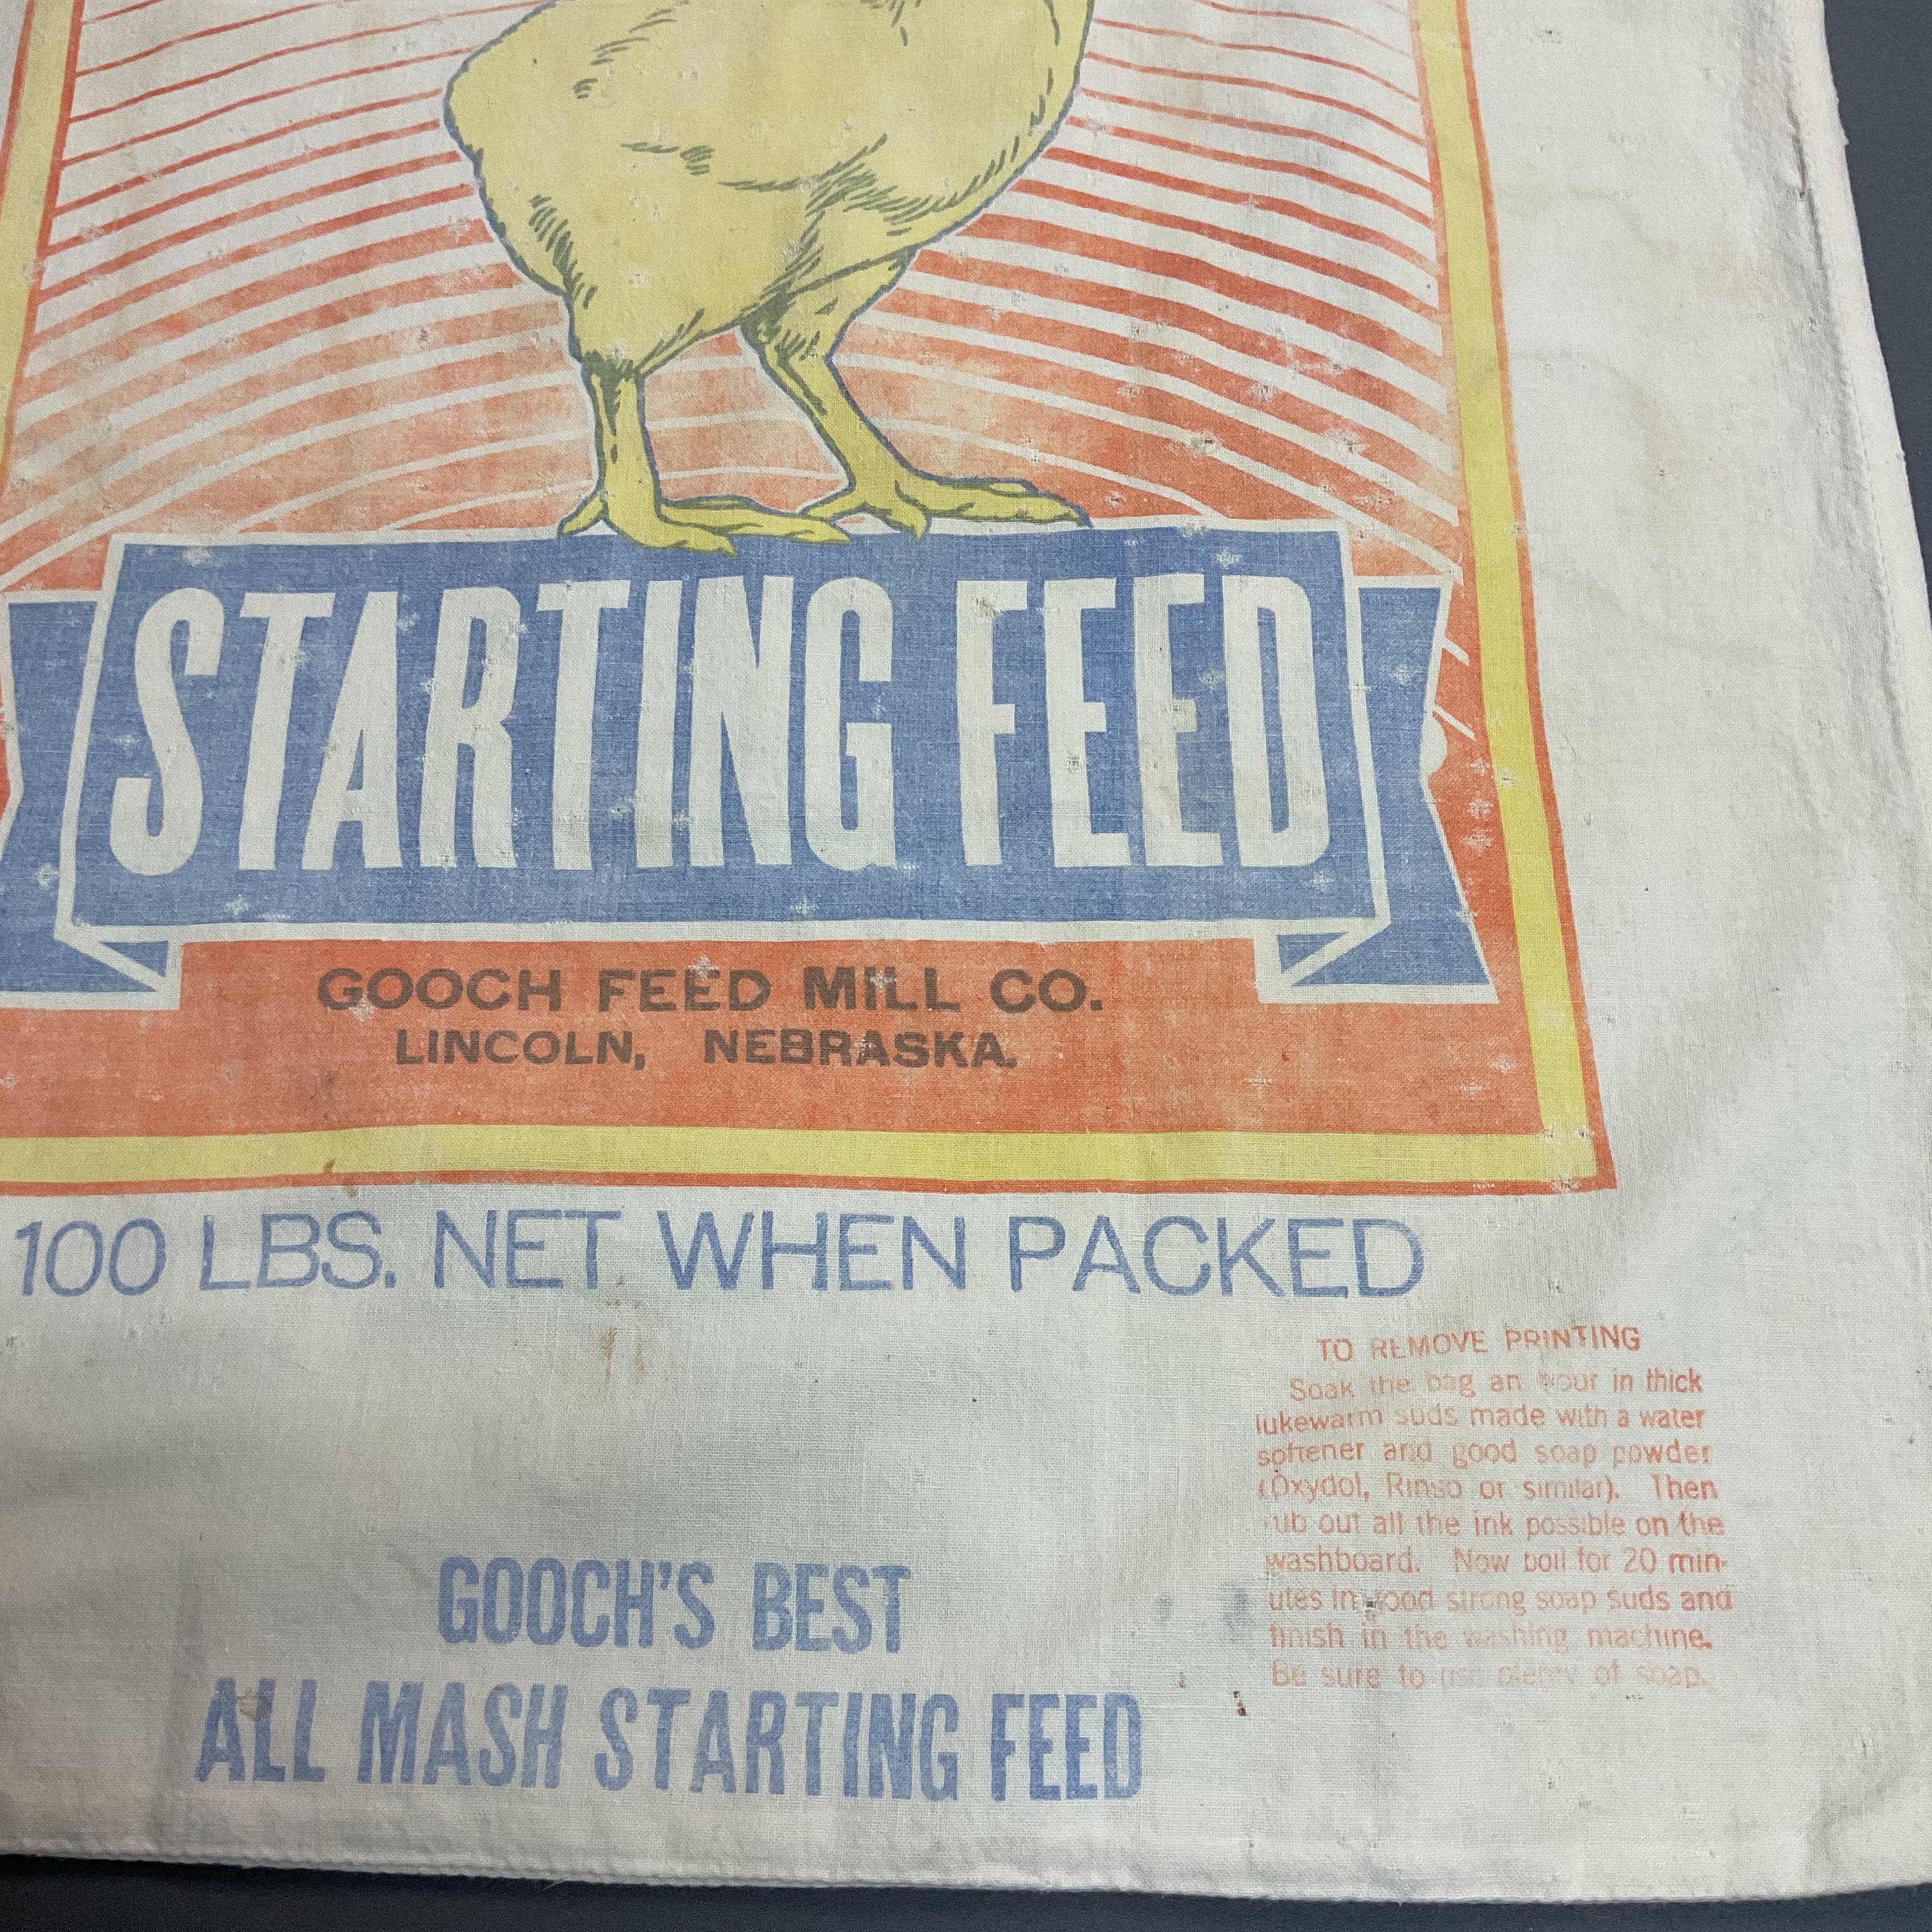 STARTING FEED
GOOCH FEED MILL CO.
LINCOLN, NEBRASKA.
100 LBS. NET WHEN PACKED
TO REMOVE PRINTING
Soak the bag an hour in thick
lukewarm suds made with a water
softener and good soap powder
(Oxydol, Rinso or similar). Then
rub out all the ink possible on the
washboard. Now boil for 20 min-
utes in good strong soap suds and
finish in the washing machine.
Be sure to use plenty of soap.
GOOCH'S BEST
ALL MASH STARTING FEED